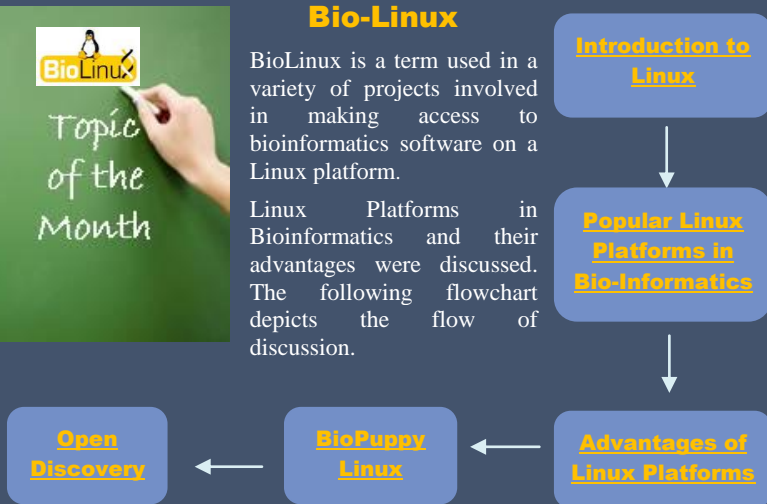 BioLinux
Topic
of the
Month
Bio-Linux
BioLinux is a term used in a
variety of projects involved
in making access to
bioinformatics software on a
Linux platform.
Linux Platforms in
Bioinformatics and their
advantages were discussed.
The following flowchart
depicts the flow of
discussion.
Introduction to
Linux
Popular Linux
Platforms in
Bio-Informatics
Advantages of
Linux Platforms
BioPuppy
Linux
Open
Discovery